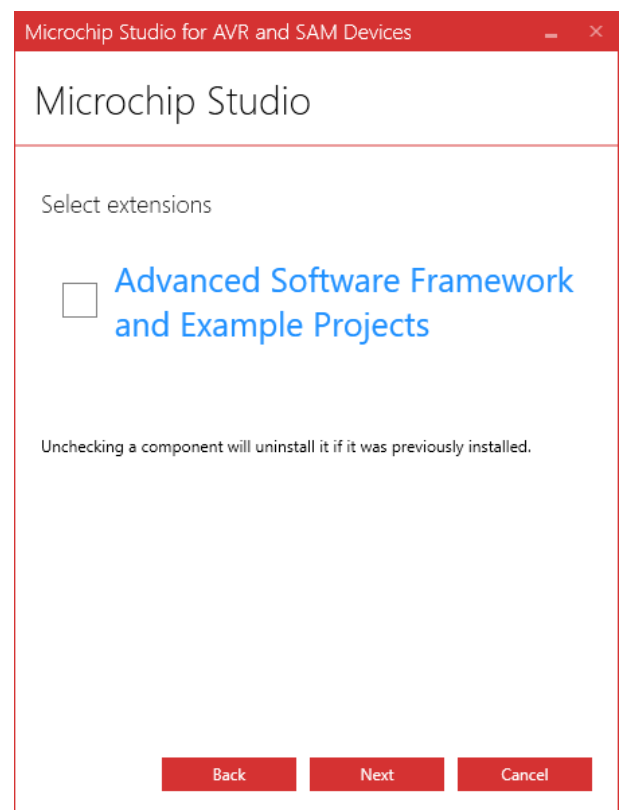 Microchip Studio for AVR and SAM Devices
Microchip Studio
Select extensions
Advanced Software Framework
and Example Projects
Unchecking a component will uninstall it if it was previously installed.
Back Next Cancel